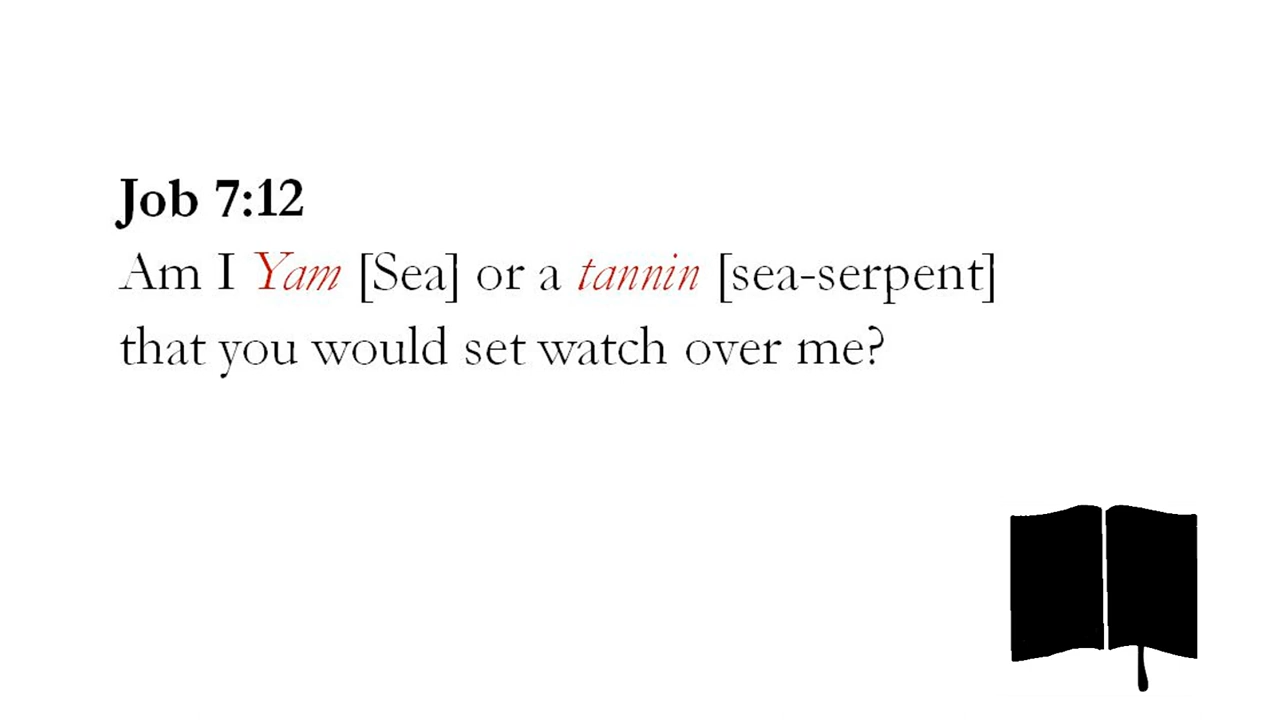 Job 7:12
Am I Yam [Sea] or a tannin [sea-serpent]
that you would set watch over me?